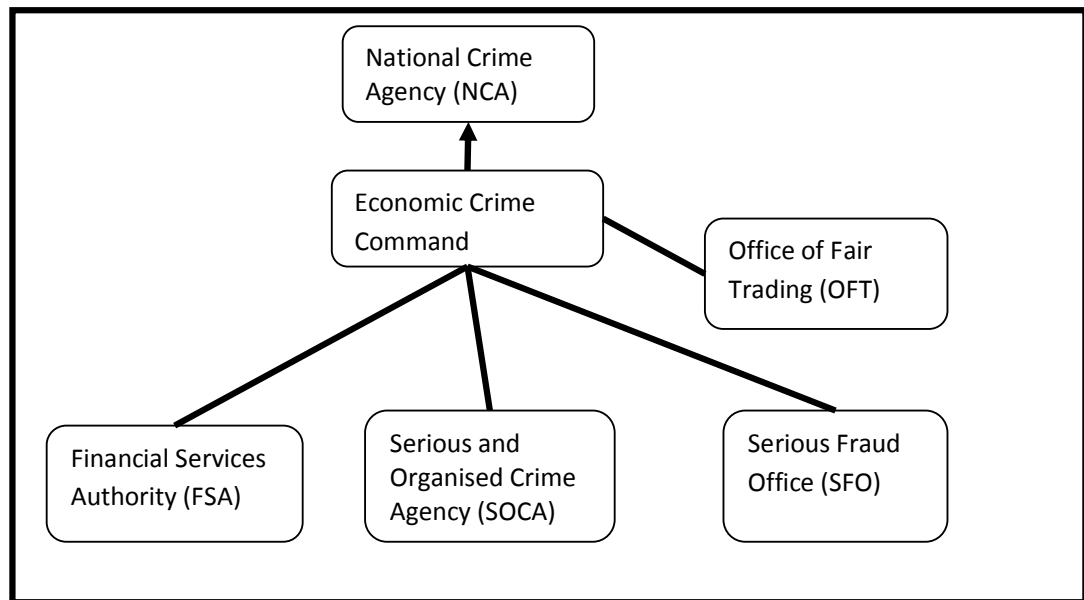 National Crime
Agency (NCA)
Economic Crime
Command
Office of Fair
Trading (OFT)
Financial Services
Authority (FSA)
Serious and
Organised Crime
Agency (SOCA)
Serious Fraud
Office (SFO)